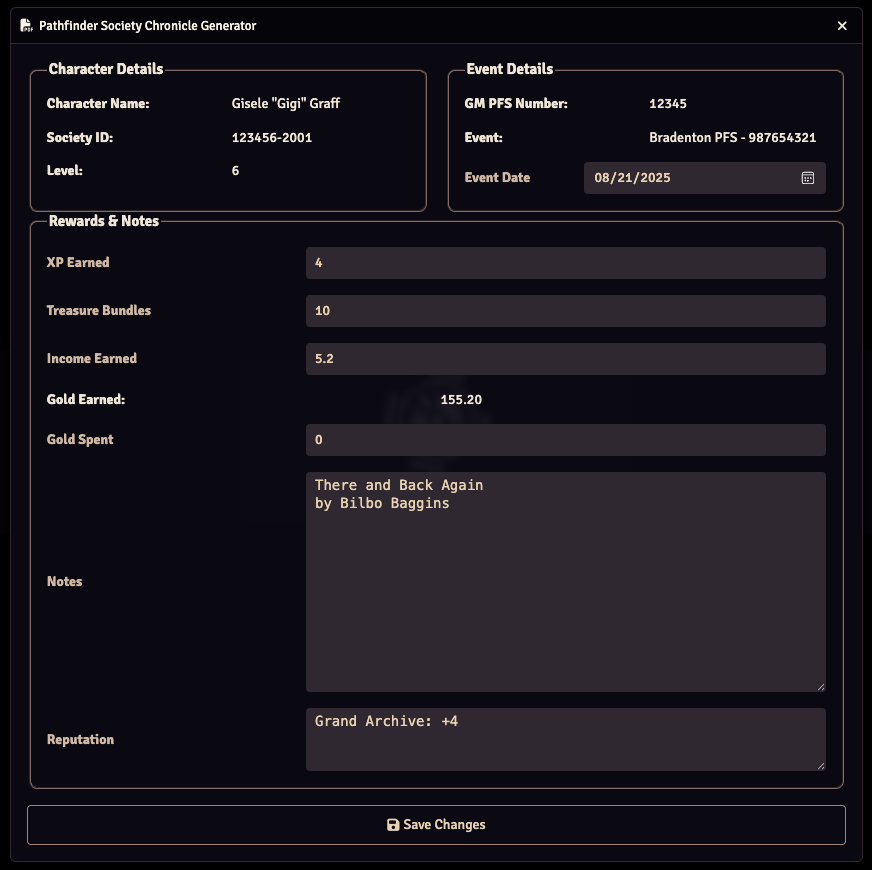 Pathfinder Society Chronicle Generator
Character Details
Character Name: Gisele "Gigi" Graff
Society ID: 123456-2001
Level: 6
Event Details
GM PFS Number: 12345
Event: Bradenton PFS - 987654321
Event Date 08/21/2025
Rewards & Notes
XP Earned 4
Treasure Bundles 10
Income Earned 5.2
Gold Earned: 155.20
Gold Spent 0
Notes
There and Back Again
by Bilbo Baggins
Reputation
Grand Archive: +4
Save Changes